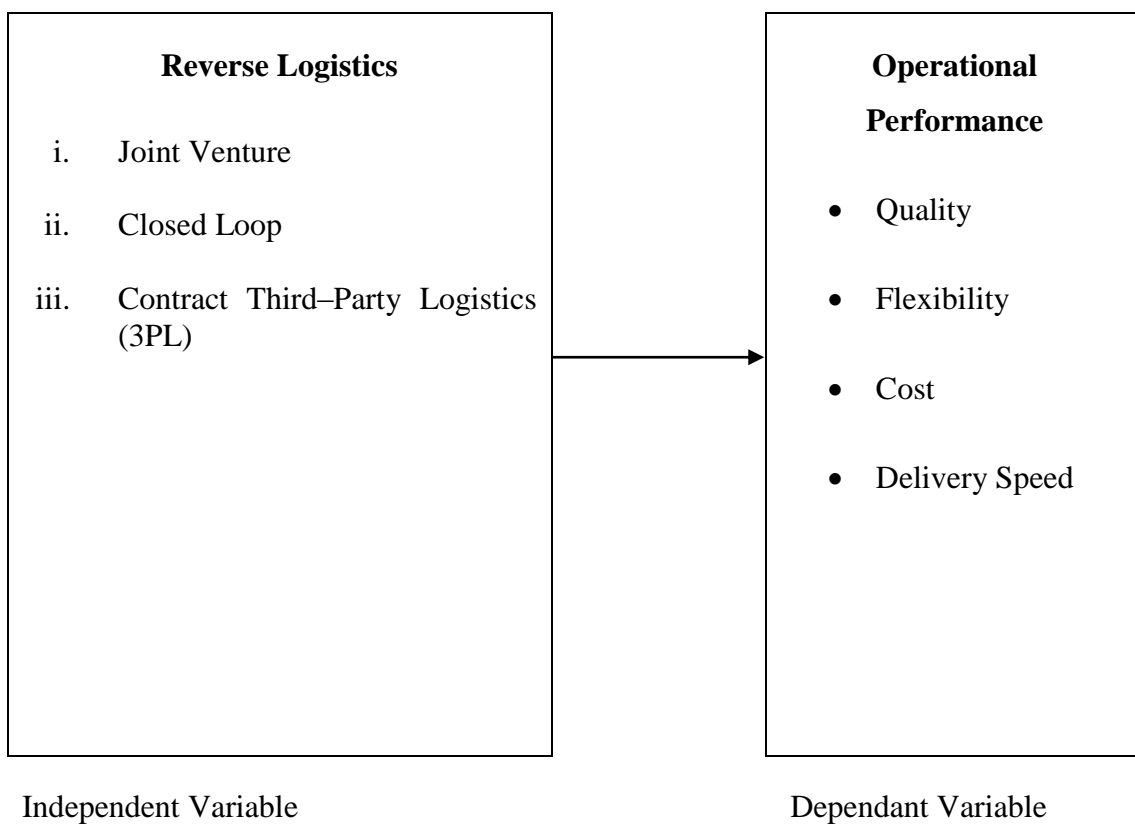 Reverse Logistics
i. Joint Venture
ii. Closed Loop
iii. Contract Third–Party Logistics
(3PL)
Operational
Performance
• Quality
• Flexibility
• Cost
• Delivery Speed
Independent Variable
Dependant Variable